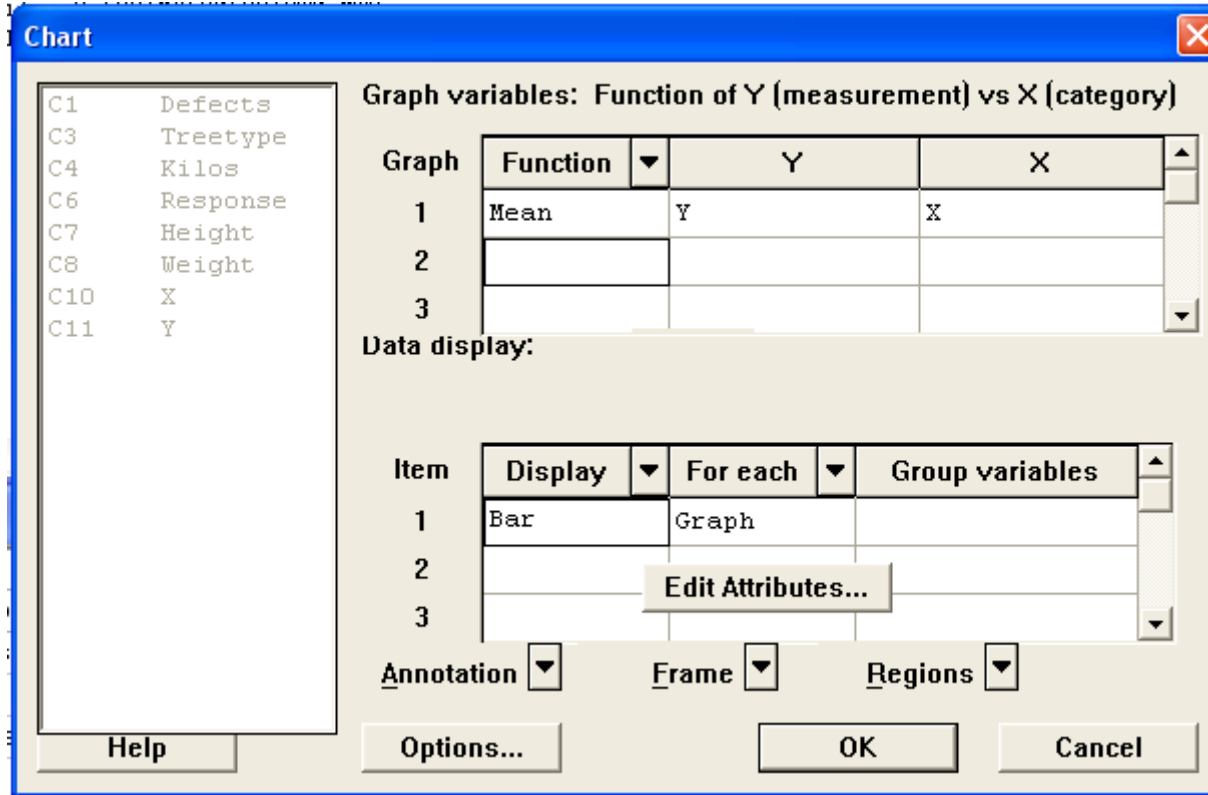 Chart
C1 Defects
C3 Treetype
C4 Kilos
C6 Response
C7 Height
C8 Weight
C10 X
C11 Y
Graph variables: Function of Y (measurement) vs X (category)
Graph Function Y X
1 Mean Y X
2
3
Data display:
Item Display For each Group variables
1 Bar Graph
2
Edit Attributes...
3
Annotation Frame Regions
Help Options... OK Cancel